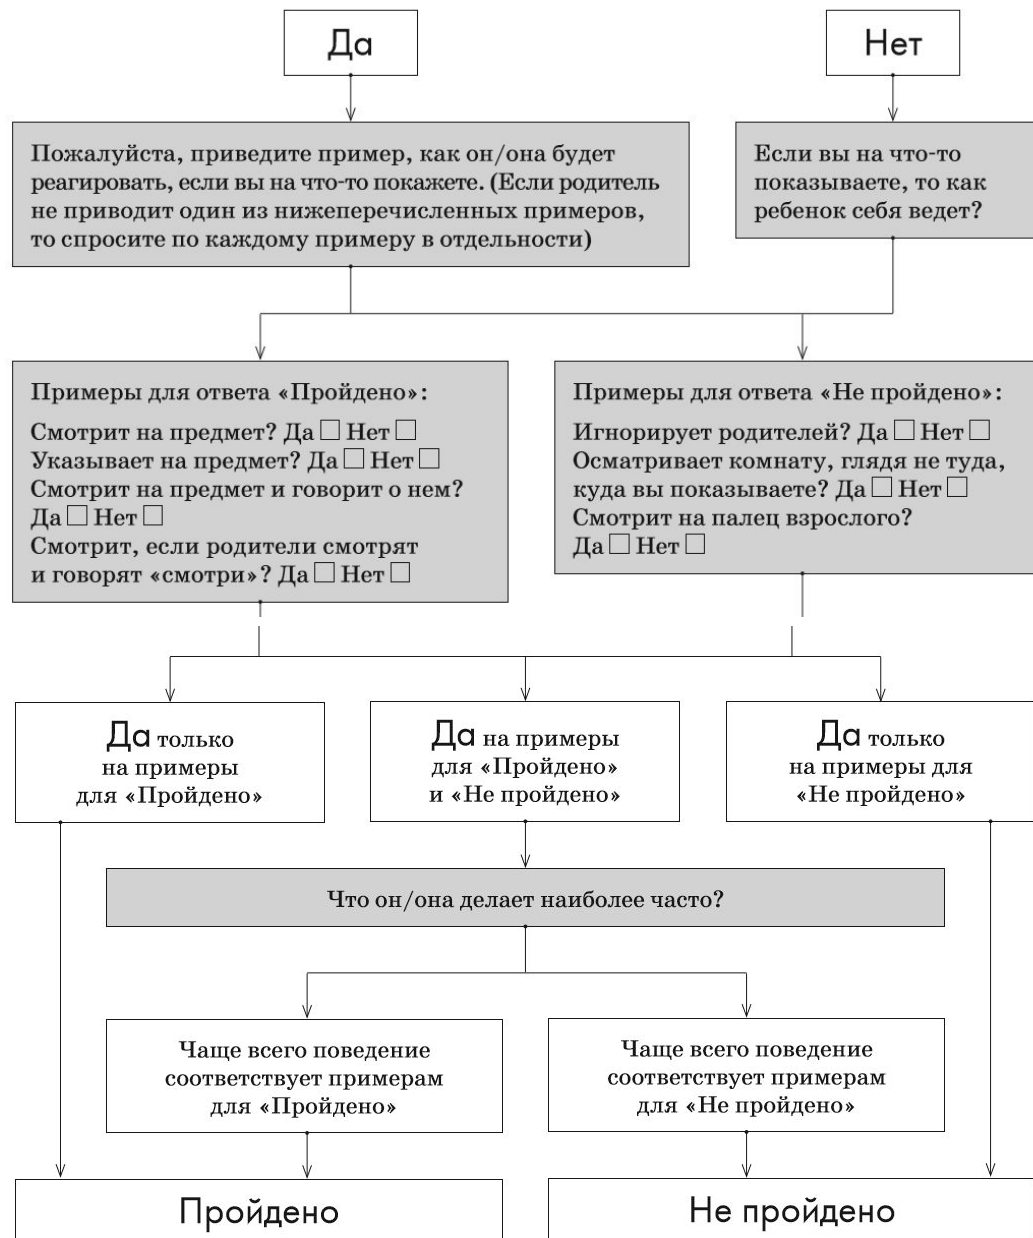 Да
Нет
Пожалуйста, приведите пример, как он/она будет
реагировать, если вы на что-то покажете. (Если родитель
не приводит один из нижеперечисленных примеров,
то спросите по каждому примеру в отдельности)
Если вы на что-то
показываете, то как
ребенок себя ведет?
Примеры для ответа «Пройдено»:
Смотрит на предмет? Да □ Нет □
Указывает на предмет? Да □ Нет □
Смотрит на предмет и говорит о нем?
Да □ Нет □
Смотрит, если родители смотрят
и говорят «смотри»? Да □ Нет □
Примеры для ответа «Не пройдено»:
Игнорирует родителей? Да □ Нет □
Осматривает комнату, глядя не туда,
куда вы показываете? Да □ Нет □
Смотрит на палец взрослого?
Да □ Нет □
Да только
на примеры
для «Пройдено»
Да на примеры
для «Пройдено»
и «Не пройдено»
Да только
на примеры для
«Не пройдено»
Что он/она делает наиболее часто?
Чаще всего поведение
соответствует примерам
для «Пройдено»
Чаще всего поведение
соответствует примерам
для «Не пройдено»
Пройдено
Не пройдено